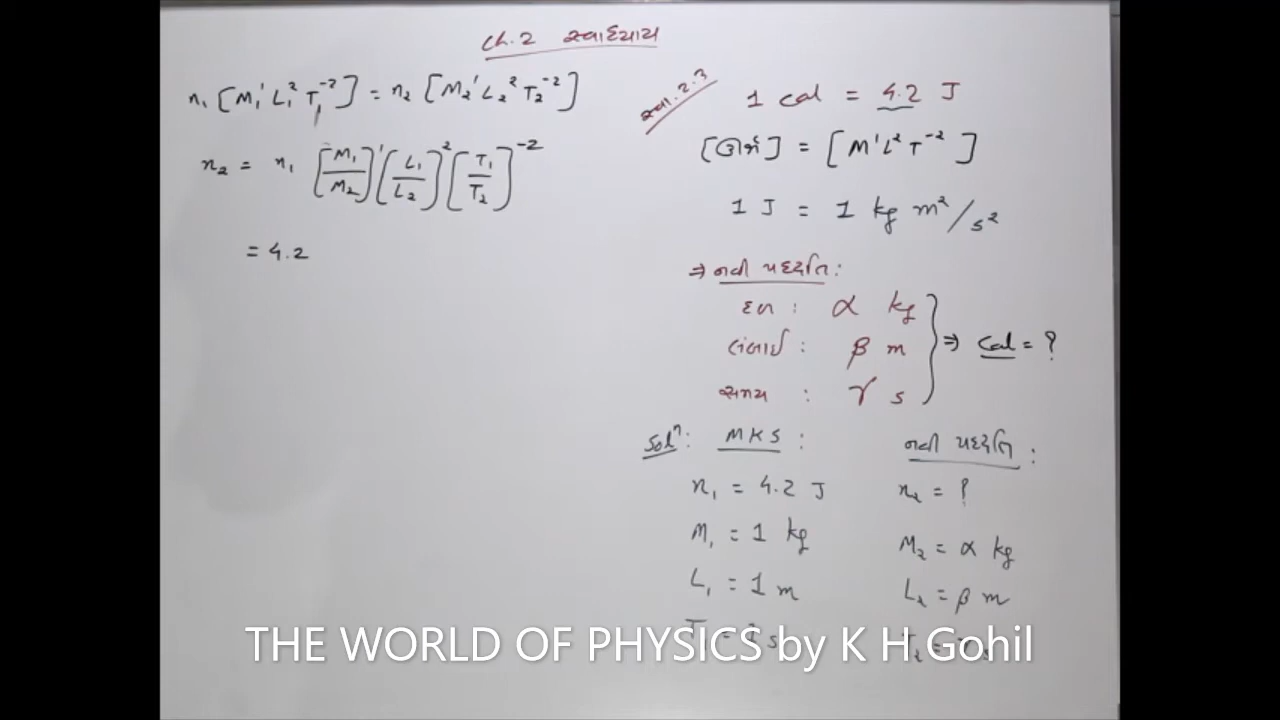 Ch.2 સ્વાધ્યાય
n₁ [M₁¹ L₁² T₁⁻²] = n₂ [M₂¹ L₂² T₂⁻²]
n₂ = n₁ [M₁/M₂]¹ [L₁/L₂]² [T₁/T₂]⁻²
= 4.2
સ્વા. 2.3
1 cal = 4.2 J
[ઊર્જા] = [M¹ L² T⁻²]
1 J = 1 kg m²/s²
⇒ નવી પદ્ધતિ :
દળ : α kg
લંબાઈ : β m
સમય : γ s
} ⇒ Cal = ?
Solⁿ : MKS :
n₁ = 4.2 J
M₁ = 1 kg
L₁ = 1 m
T₁ = 1 s
નવી પદ્ધતિ :
n₂ = ?
M₂ = α kg
L₂ = β m
T₂ = γ s
THE WORLD OF PHYSICS by K H Gohil